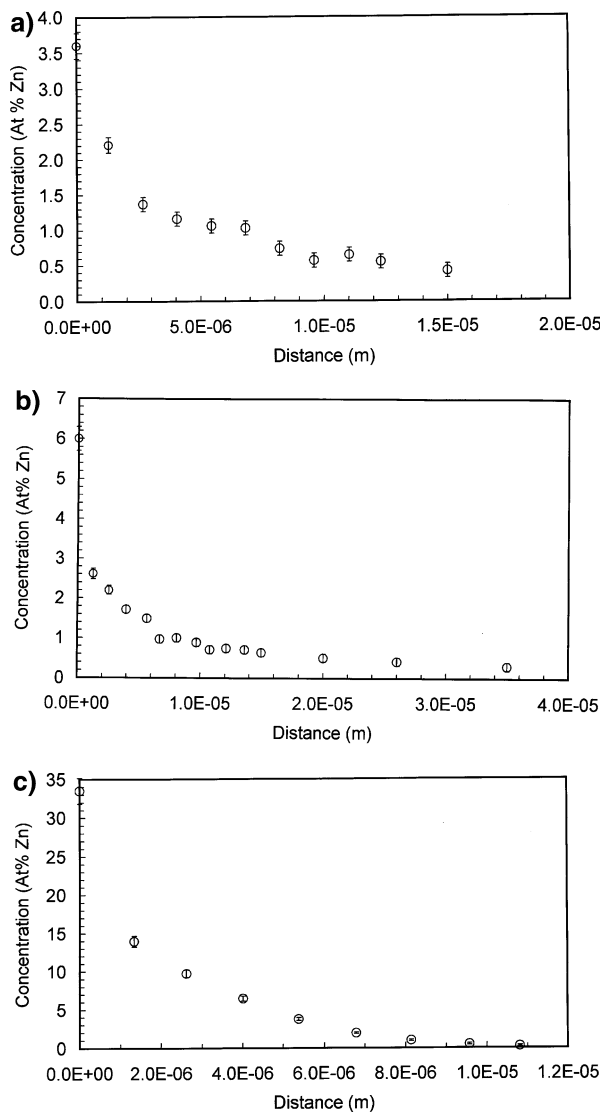 a)
4.0
3.5
3.0
2.5
2.0
1.5
1.0
0.5
0.0
Concentration (At % Zn)
0.0E+00 5.0E-06 1.0E-05 1.5E-05 2.0E-05
Distance (m)
b)
7
6
5
4
3
2
1
0
Concentration (At% Zn)
0.0E+00 1.0E-05 2.0E-05 3.0E-05 4.0E-05
Distance (m)
c)
35
30
25
20
15
10
5
0
Concentration (At% Zn)
0.0E+00 2.0E-06 4.0E-06 6.0E-06 8.0E-06 1.0E-05 1.2E-05
Distance (m)